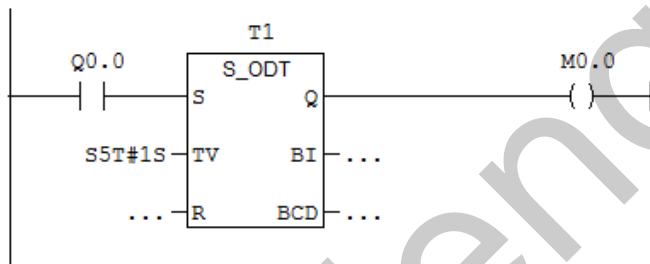 T1
Q0.0
S_ODT
M0.0
S
Q
S5T#1S
TV
BI
...
...
R
BCD
...